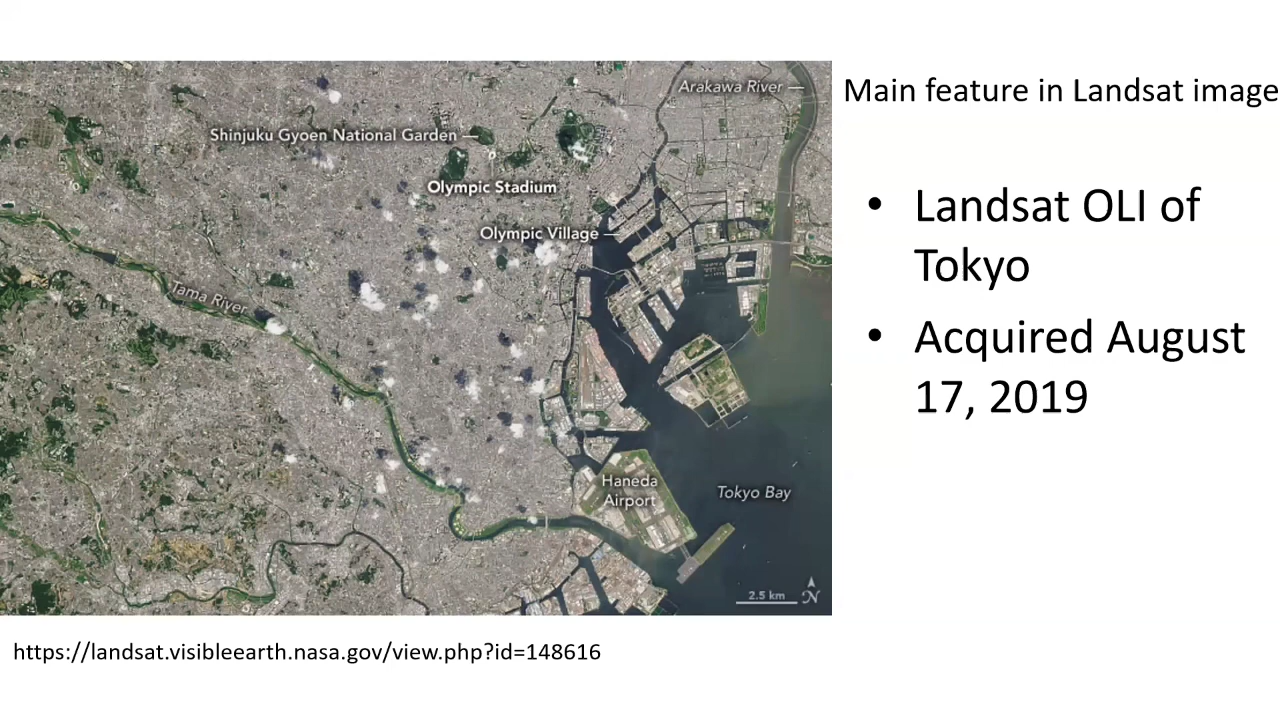 Arakawa River
Main feature in Landsat image
Shinjuku Gyoen National Garden
Olympic Stadium
• Landsat OLI of
Tokyo
Olympic Village
Tama River
• Acquired August
17, 2019
Haneda
Airport
Tokyo Bay
2.5 km
N
https://landsat.visibleearth.nasa.gov/view.php?id=148616